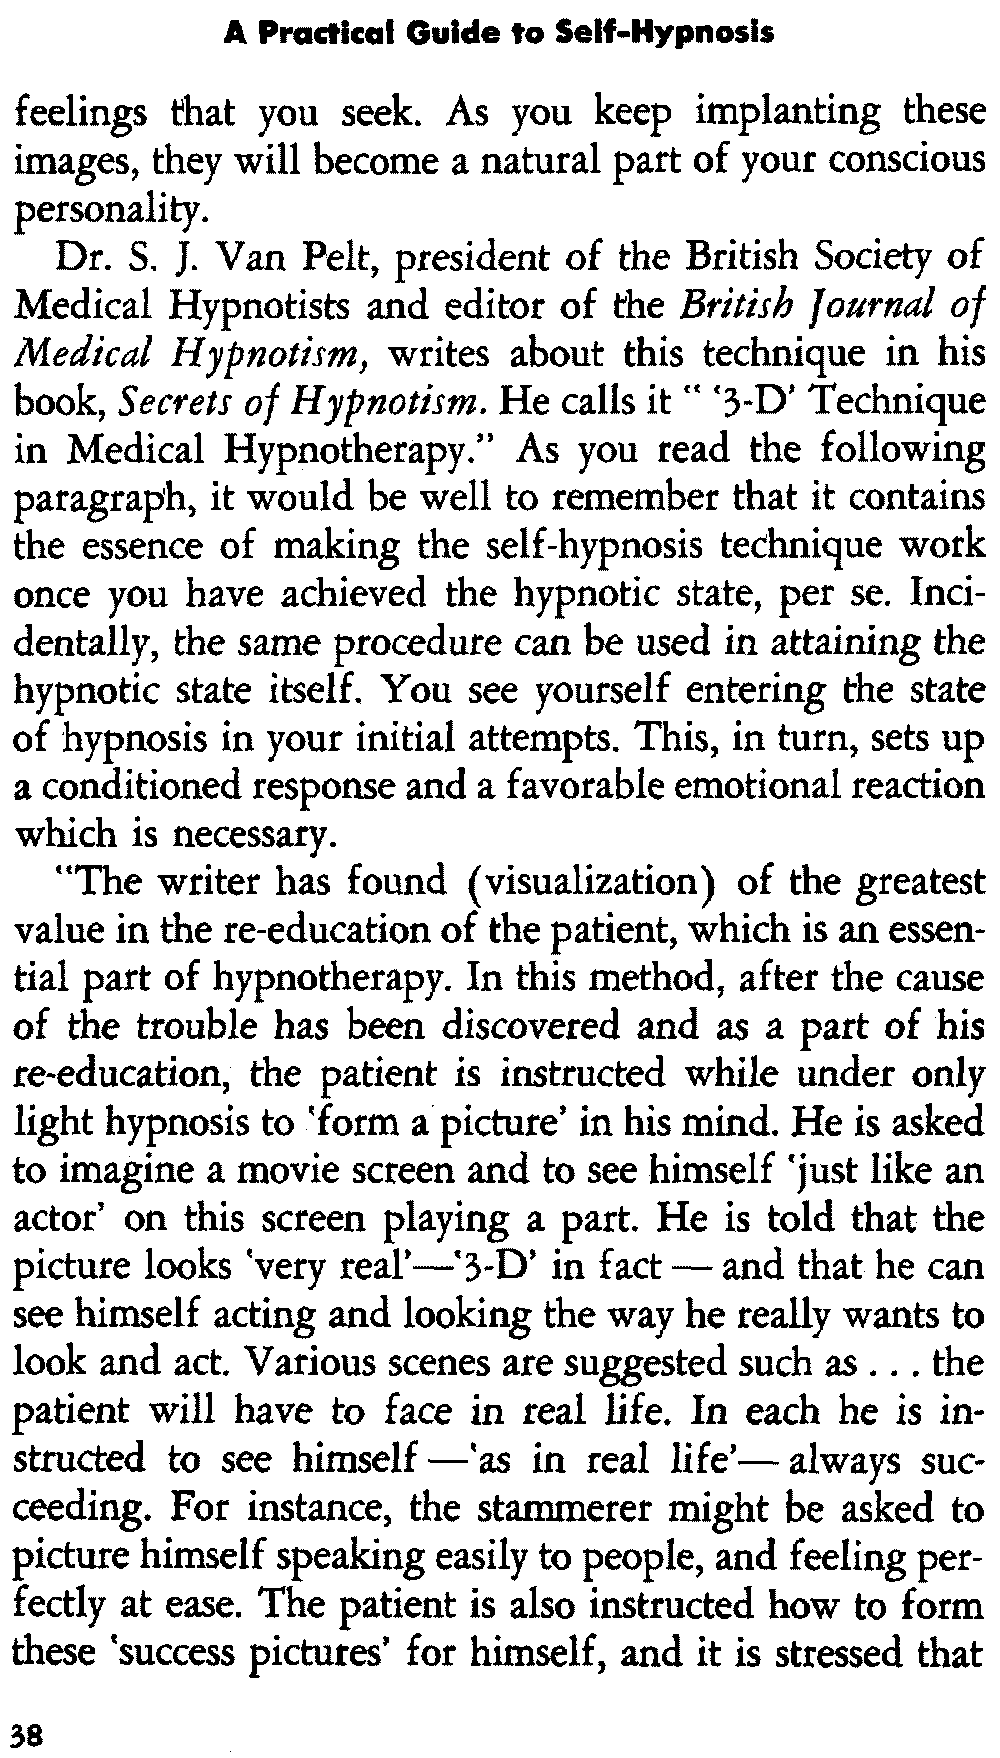 A Practical Guide to Self-Hypnosis
feelings that you seek. As you keep implanting these
images, they will become a natural part of your conscious
personality.
Dr. S. J. Van Pelt, president of the British Society of
Medical Hypnotists and editor of the British Journal of
Medical Hypnotism, writes about this technique in his
book, Secrets of Hypnotism. He calls it “ ‘3-D’ Technique
in Medical Hypnotherapy.” As you read the following
paragraph, it would be well to remember that it contains
the essence of making the self-hypnosis technique work
once you have achieved the hypnotic state, per se. Inci-
dentally, the same procedure can be used in attaining the
hypnotic state itself. You see yourself entering the state
of hypnosis in your initial attempts. This, in turn, sets up
a conditioned response and a favorable emotional reaction
which is necessary.
“The writer has found (visualization) of the greatest
value in the re-education of the patient, which is an essen-
tial part of hypnotherapy. In this method, after the cause
of the trouble has been discovered and as a part of his
re-education, the patient is instructed while under only
light hypnosis to ‘form a picture’ in his mind. He is asked
to imagine a movie screen and to see himself ‘just like an
actor’ on this screen playing a part. He is told that the
picture looks ‘very real’—‘3-D’ in fact — and that he can
see himself acting and looking the way he really wants to
look and act. Various scenes are suggested such as . . . the
patient will have to face in real life. In each he is in-
structed to see himself —‘as in real life’— always suc-
ceeding. For instance, the stammerer might be asked to
picture himself speaking easily to people, and feeling per-
fectly at ease. The patient is also instructed how to form
these ‘success pictures’ for himself, and it is stressed that
38